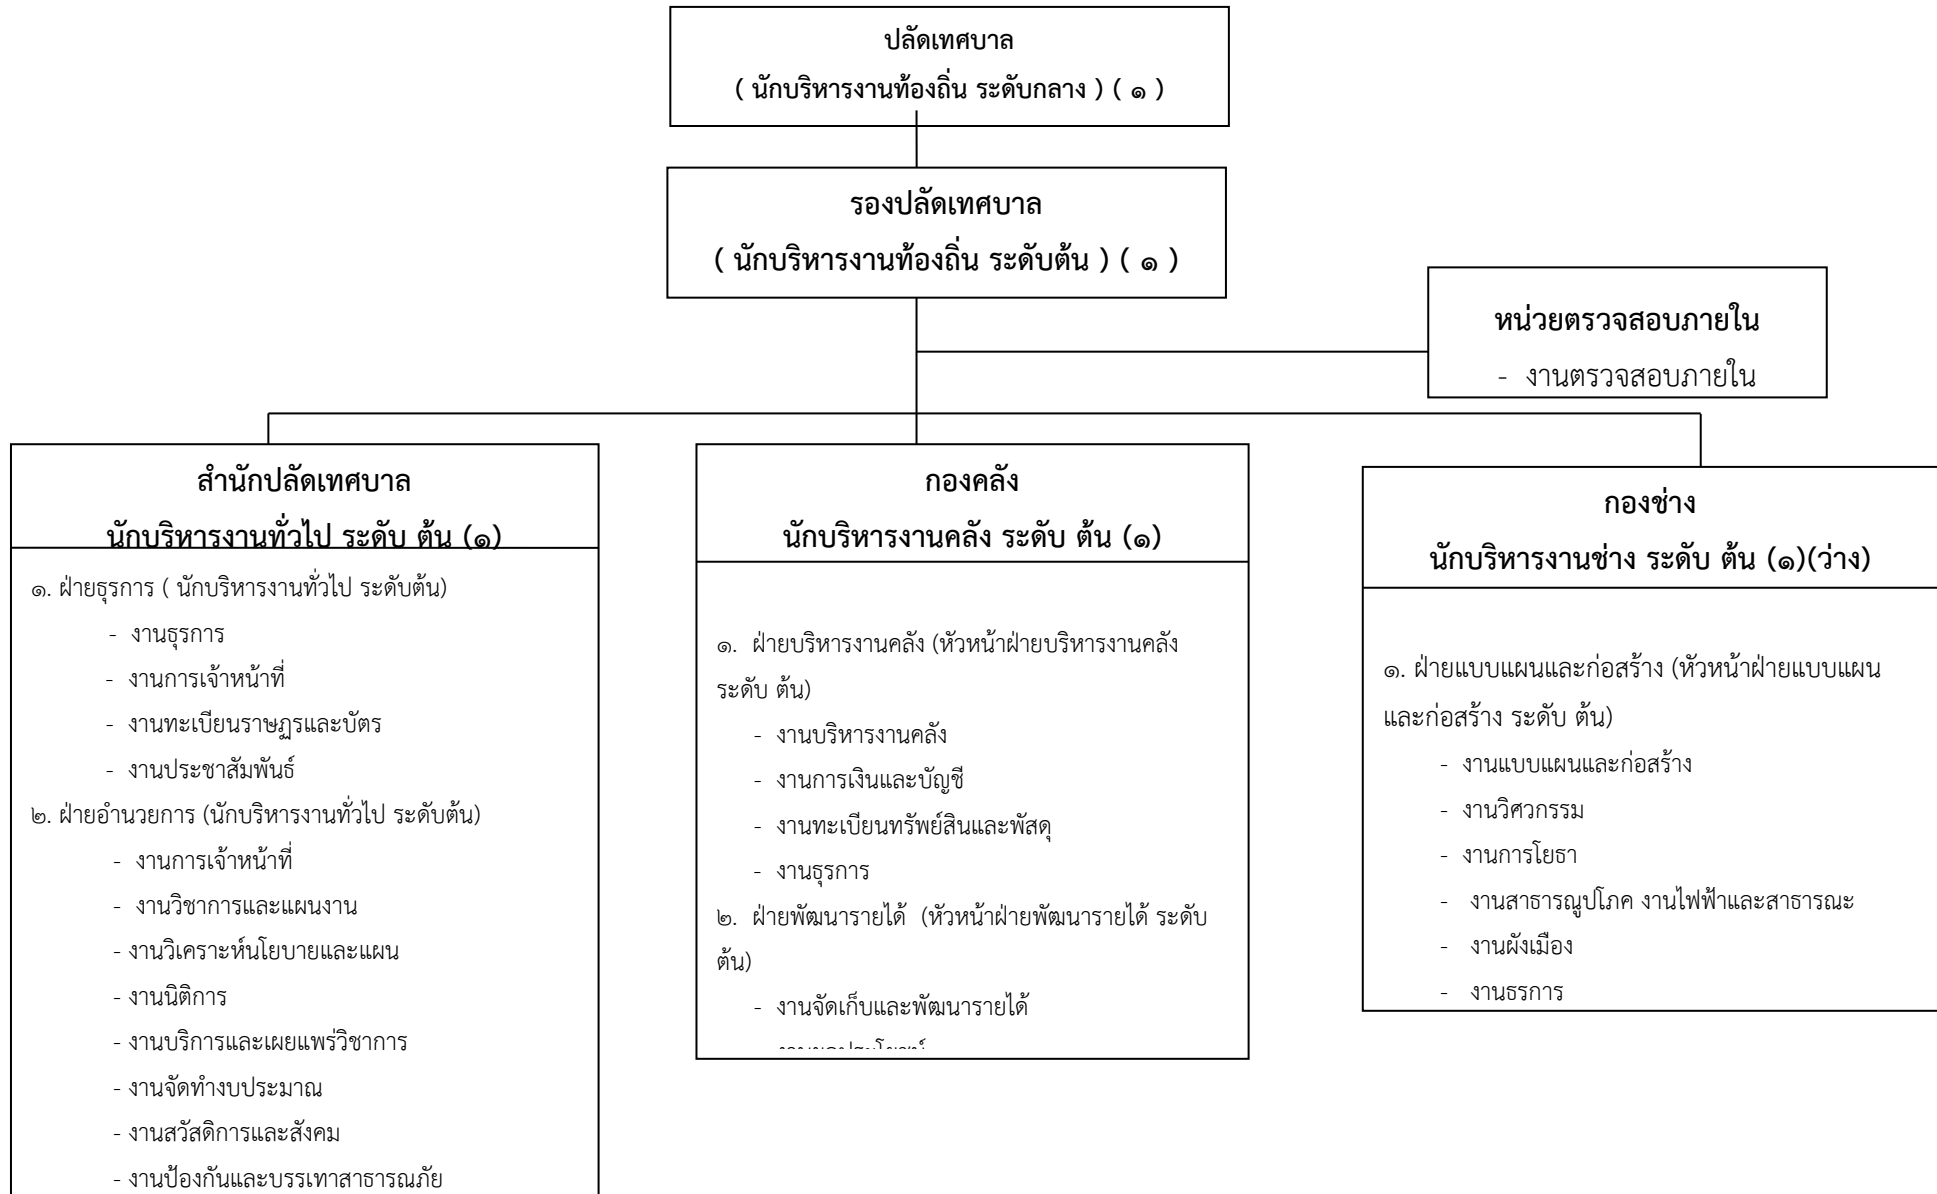 ปลัดเทศบาล
( นักบริหารงานท้องถิ่น ระดับกลาง ) ( ๑ )
รองปลัดเทศบาล
( นักบริหารงานท้องถิ่น ระดับต้น ) ( ๑ )
หน่วยตรวจสอบภายใน
- งานตรวจสอบภายใน
สำนักปลัดเทศบาล
นักบริหารงานทั่วไป ระดับ ต้น (๑)
๑. ฝ่ายธุรการ ( นักบริหารงานทั่วไป ระดับต้น)
- งานธุรการ
- งานการเจ้าหน้าที่
- งานทะเบียนราษฎรและบัตร
- งานประชาสัมพันธ์
๒. ฝ่ายอำนวยการ (นักบริหารงานทั่วไป ระดับต้น)
- งานการเจ้าหน้าที่
- งานวิชาการและแผนงาน
- งานวิเคราะห์นโยบายและแผน
- งานนิติการ
- งานบริการและเผยแพร่วิชาการ
- งานจัดทำงบประมาณ
- งานสวัสดิการและสังคม
- งานป้องกันและบรรเทาสาธารณภัย
กองคลัง
นักบริหารงานคลัง ระดับ ต้น (๑)
๑. ฝ่ายบริหารงานคลัง (หัวหน้าฝ่ายบริหารงานคลัง
ระดับ ต้น)
- งานบริหารงานคลัง
- งานการเงินและบัญชี
- งานทะเบียนทรัพย์สินและพัสดุ
- งานธุรการ
๒. ฝ่ายพัฒนารายได้ (หัวหน้าฝ่ายพัฒนารายได้ ระดับ
ต้น)
- งานจัดเก็บและพัฒนารายได้
กองช่าง
นักบริหารงานช่าง ระดับ ต้น (๑)(ว่าง)
๑. ฝ่ายแบบแผนและก่อสร้าง (หัวหน้าฝ่ายแบบแผน
และก่อสร้าง ระดับ ต้น)
- งานแบบแผนและก่อสร้าง
- งานวิศวกรรม
- งานการโยธา
- งานสาธารณูปโภค งานไฟฟ้าและสาธารณะ
- งานผังเมือง
- งานธรการ